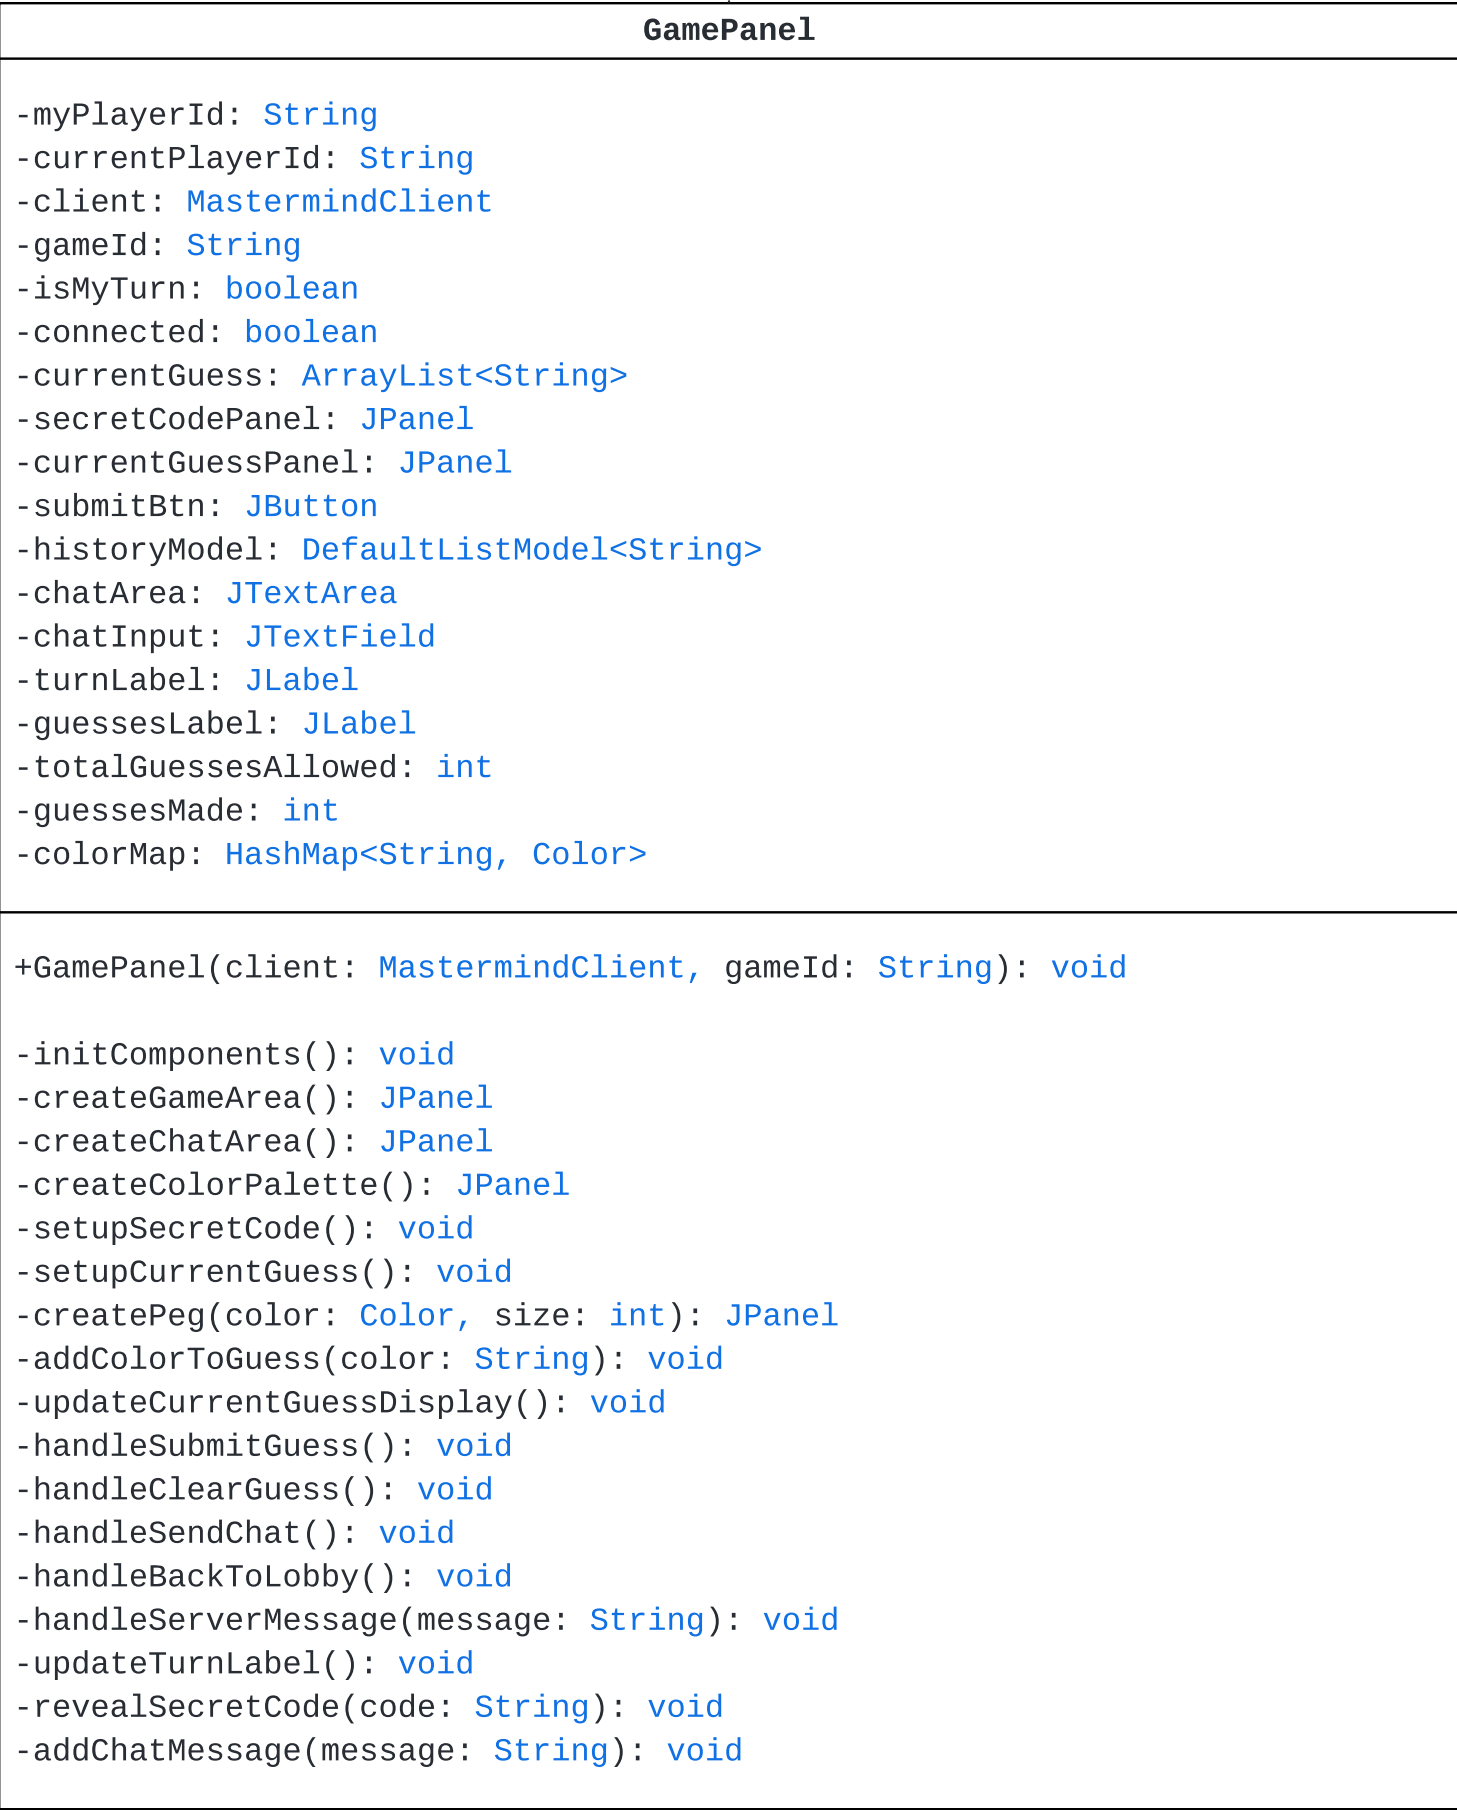 GamePanel
-myPlayerId: String
-currentPlayerId: String
-client: MastermindClient
-gameId: String
-isMyTurn: boolean
-connected: boolean
-currentGuess: ArrayList<String>
-secretCodePanel: JPanel
-currentGuessPanel: JPanel
-submitBtn: JButton
-historyModel: DefaultListModel<String>
-chatArea: JTextArea
-chatInput: JTextField
-turnLabel: JLabel
-guessesLabel: JLabel
-totalGuessesAllowed: int
-guessesMade: int
-colorMap: HashMap<String, Color>
+GamePanel(client: MastermindClient, gameId: String): void
-initComponents(): void
-createGameArea(): JPanel
-createChatArea(): JPanel
-createColorPalette(): JPanel
-setupSecretCode(): void
-setupCurrentGuess(): void
-createPeg(color: Color, size: int): JPanel
-addColorToGuess(color: String): void
-updateCurrentGuessDisplay(): void
-handleSubmitGuess(): void
-handleClearGuess(): void
-handleSendChat(): void
-handleBackToLobby(): void
-handleServerMessage(message: String): void
-updateTurnLabel(): void
-revealSecretCode(code: String): void
-addChatMessage(message: String): void